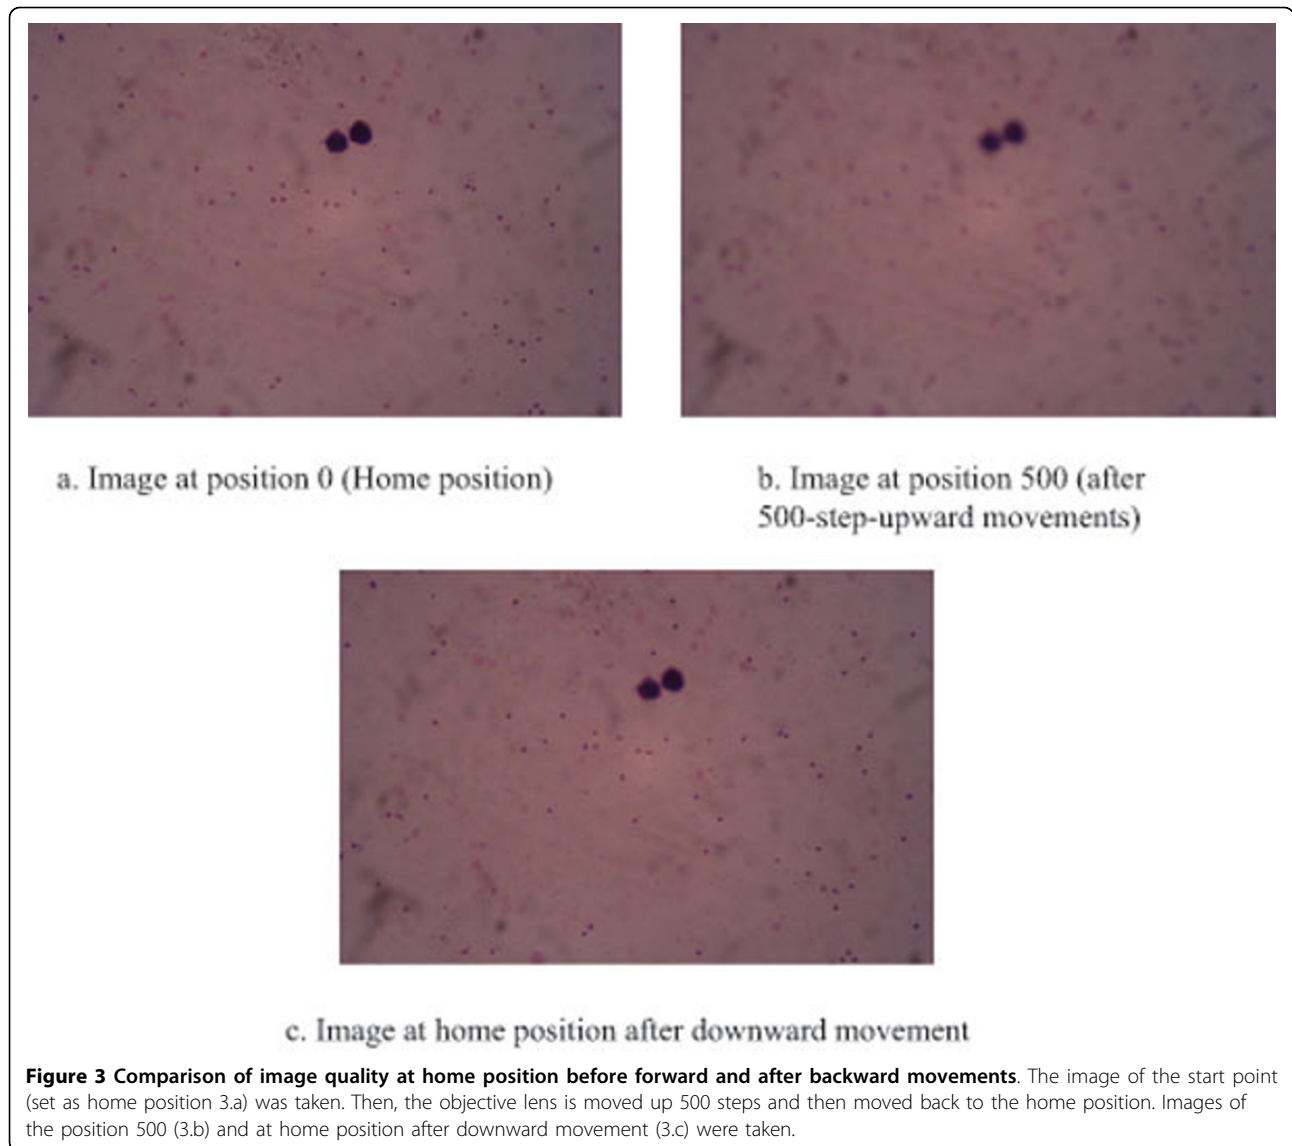 a. Image at position 0 (Home position)
b. Image at position 500 (after
500-step-upward movements)
c. Image at home position after downward movement
Figure 3 Comparison of image quality at home position before forward and after backward movements. The image of the start point
(set as home position 3.a) was taken. Then, the objective lens is moved up 500 steps and then moved back to the home position. Images of
the position 500 (3.b) and at home position after downward movement (3.c) were taken.